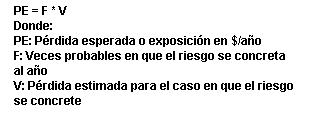 PE = F * V
Donde:
PE: Pérdida esperada o exposición en $/año
F: Veces probables en que el riesgo se concreta
al año
V: Pérdida estimada para el caso en que el riesgo
se concrete